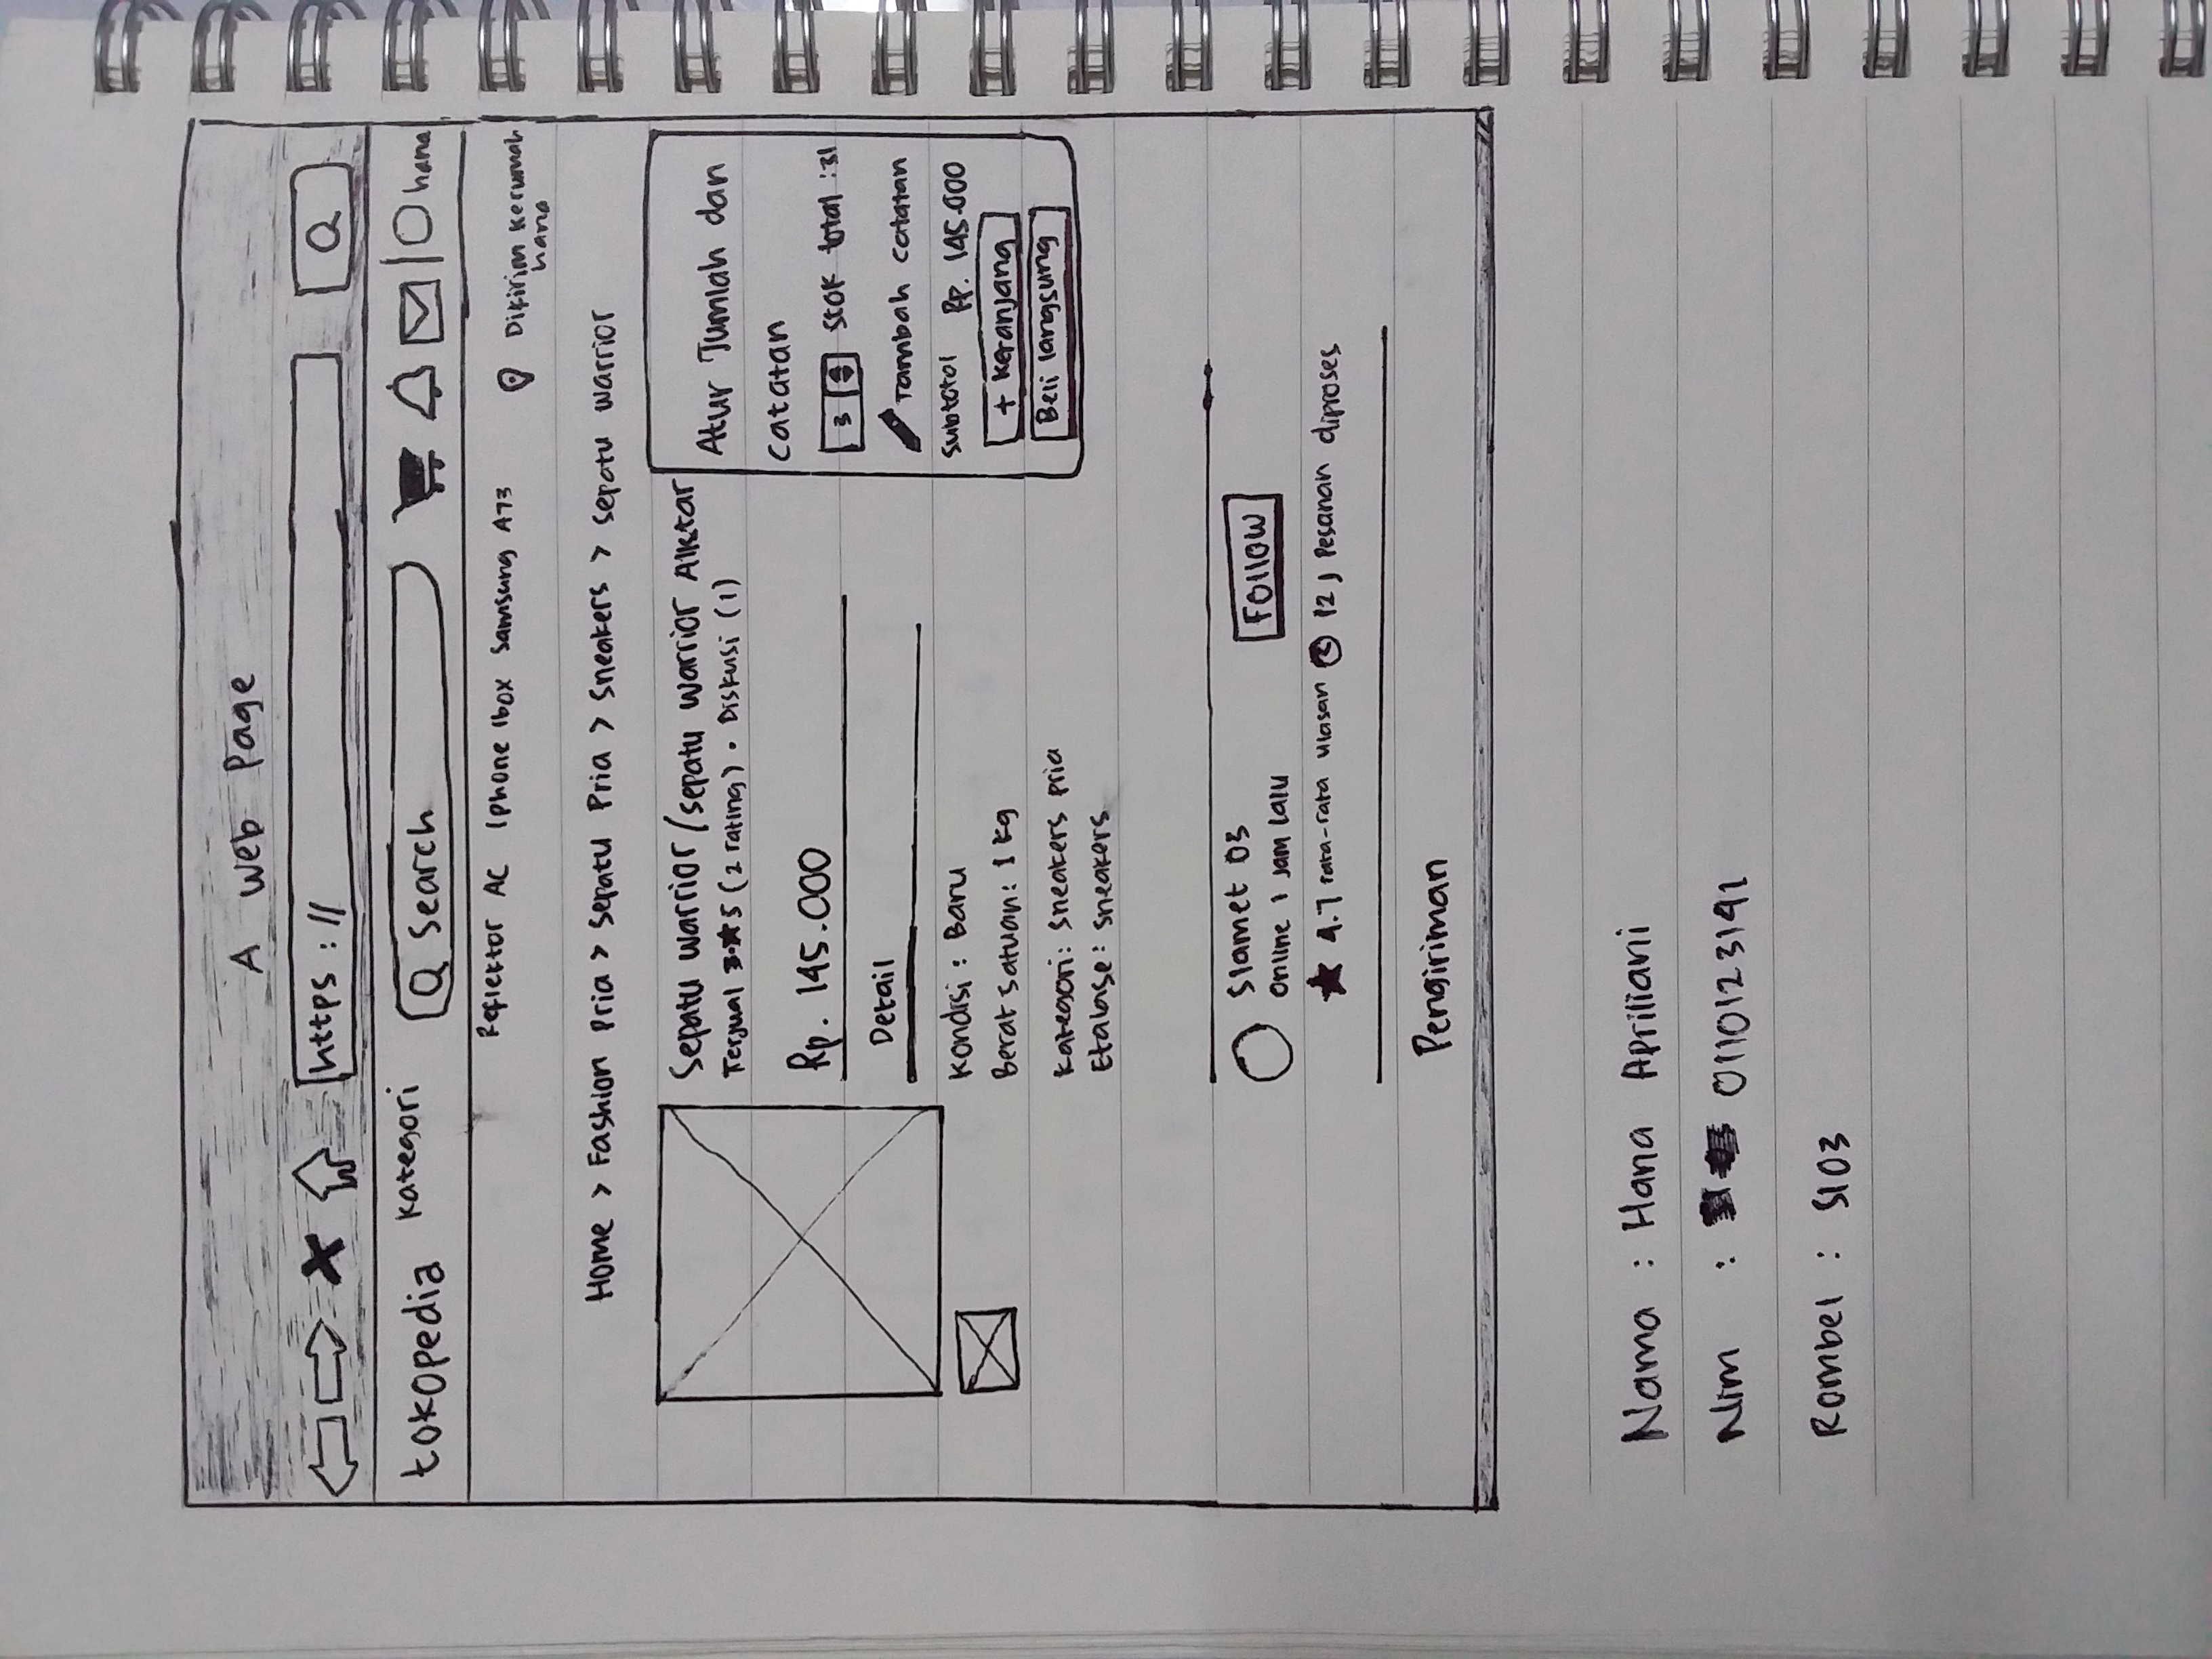 A Web Page
https://
tokopedia Kategori Search hana
Reflektor AC Iphone Ibox Samsung A73
Dikirim kerumah
hana
Home > Fashion Pria > Sepatu Pria > Sneakers > Sepatu Warrior
Sepatu Warrior/Sepatu Warrior Allstar
Terjual 3 • ★ 5 (2 rating) • Diskusi (1)
Rp. 145.000
Detail
Kondisi : Baru
Berat Satuan: 1 kg
Kategori: Sneakers pria
Etalase: Sneakers
Atur Jumlah dan
Catatan
3 Stok total :31
Tambah Catatan
Subtotal Rp. 145.000
+ Keranjang
Beli langsung
Slamet 03 Follow
Online 1 jam lalu
★ 4.7 rata-rata ulasan Pesanan diproses
Pengiriman
Nama : Hana Apriliani
Nim : 0110123191
Rombel : SI03